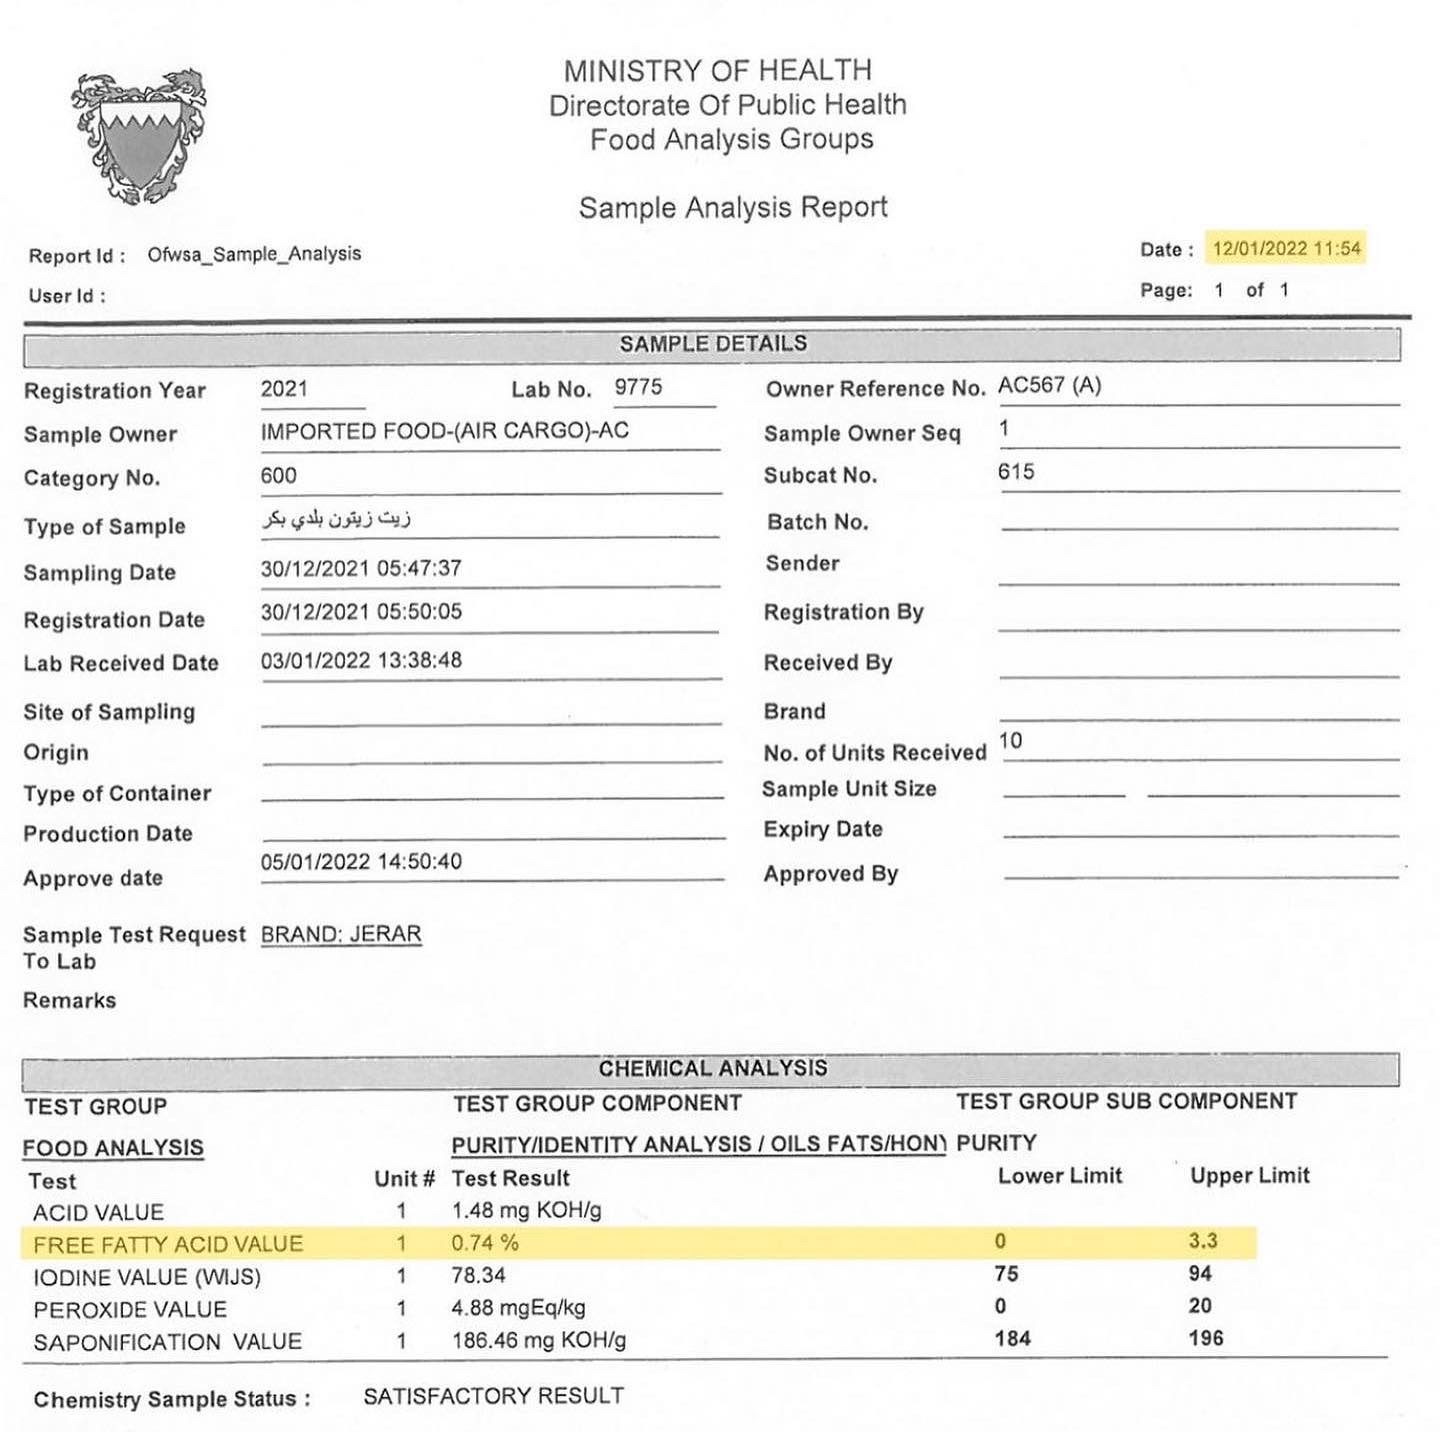 MINISTRY OF HEALTH
Directorate Of Public Health
Food Analysis Groups
Sample Analysis Report
Report Id : Ofwsa_Sample_Analysis
Date : 12/01/2022 11:54
User Id :
Page: 1 of 1
SAMPLE DETAILS
Registration Year 2021 Lab No. 9775 Owner Reference No. AC567 (A)
Sample Owner IMPORTED FOOD-(AIR CARGO)-AC Sample Owner Seq 1
Category No. 600 Subcat No. 615
Type of Sample زيت زيتون بلدي بكر Batch No.
Sampling Date 30/12/2021 05:47:37 Sender
Registration Date 30/12/2021 05:50:05 Registration By
Lab Received Date 03/01/2022 13:38:48 Received By
Site of Sampling Brand
Origin No. of Units Received 10
Type of Container Sample Unit Size
Production Date Expiry Date
Approve date 05/01/2022 14:50:40 Approved By
Sample Test Request BRAND: JERAR
To Lab
Remarks
CHEMICAL ANALYSIS
TEST GROUP TEST GROUP COMPONENT TEST GROUP SUB COMPONENT
FOOD ANALYSIS PURITY/IDENTITY ANALYSIS / OILS FATS/HON PURITY
Test Unit # Test Result Lower Limit Upper Limit
ACID VALUE 1 1.48 mg KOH/g
FREE FATTY ACID VALUE 1 0.74 % 0 3.3
IODINE VALUE (WIJS) 1 78.34 75 94
PEROXIDE VALUE 1 4.88 mgEq/kg 0 20
SAPONIFICATION VALUE 1 186.46 mg KOH/g 184 196
Chemistry Sample Status : SATISFACTORY RESULT